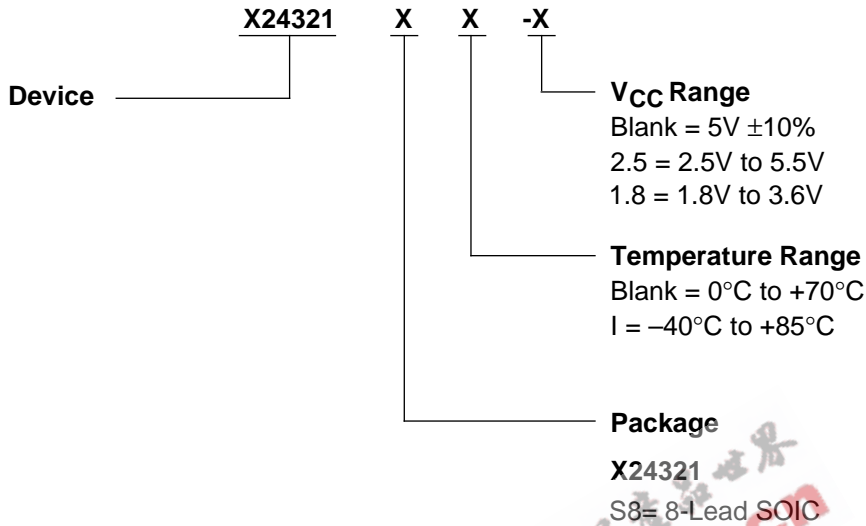 X24321 X X -X
Device
VCC Range
Blank = 5V ±10%
2.5 = 2.5V to 5.5V
1.8 = 1.8V to 3.6V
Temperature Range
Blank = 0°C to +70°C
I = –40°C to +85°C
Package
X24321
S8= 8-Lead SOIC